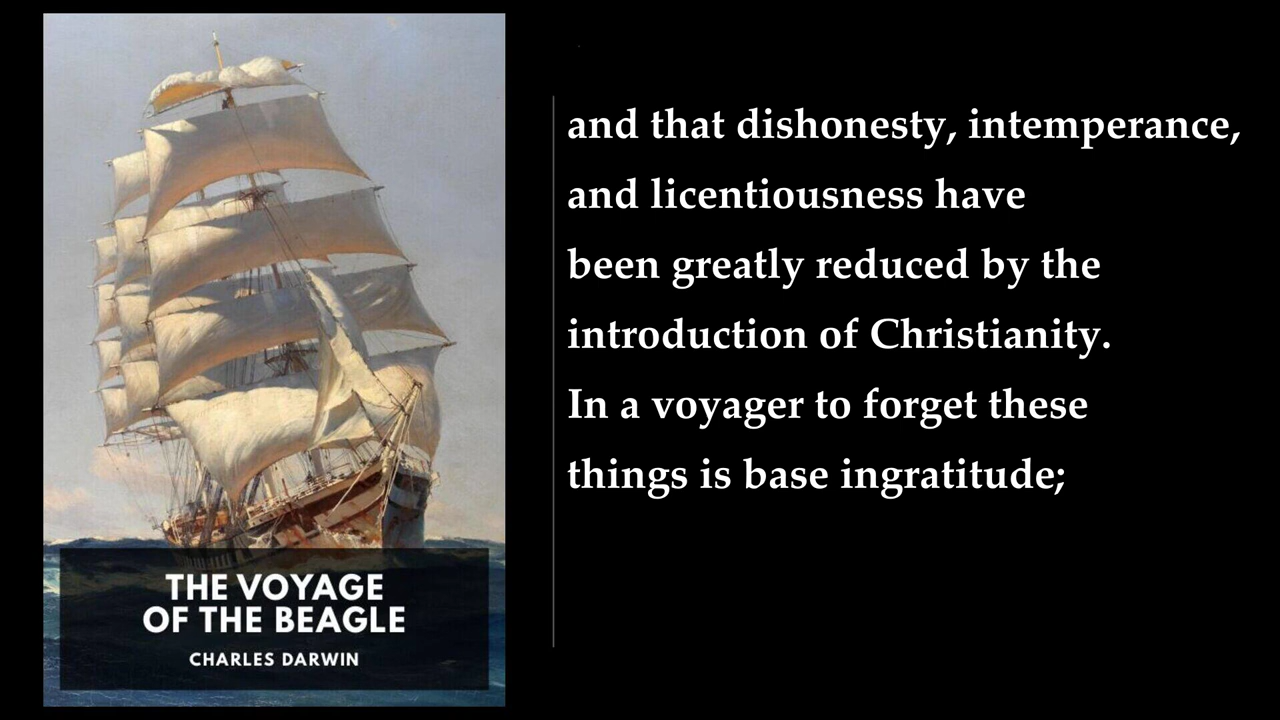 THE VOYAGE
OF THE BEAGLE
CHARLES DARWIN
and that dishonesty, intemperance,
and licentiousness have
been greatly reduced by the
introduction of Christianity.
In a voyager to forget these
things is base ingratitude;